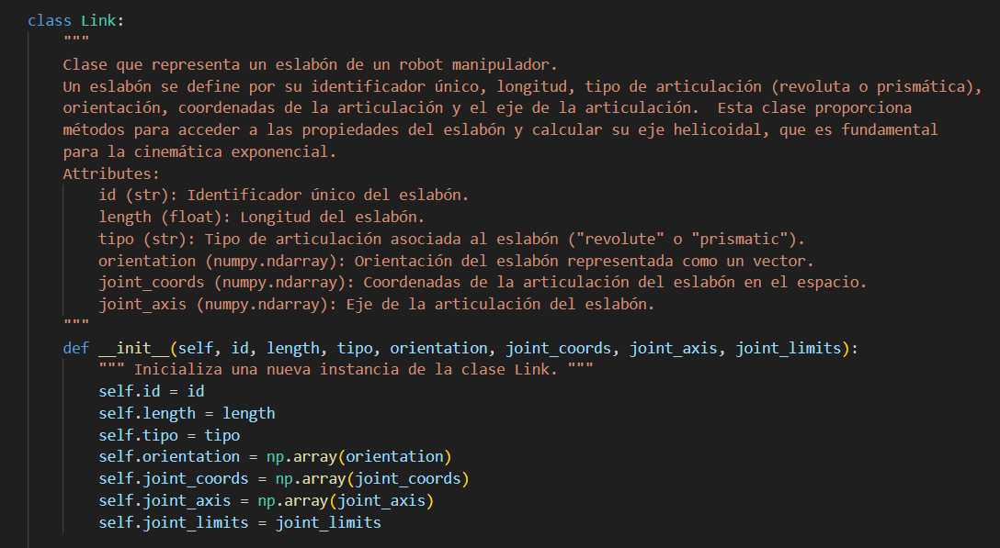 class Link:
    """
    Clase que representa un eslabón de un robot manipulador.
    Un eslabón se define por su identificador único, longitud, tipo de articulación (revoluta o prismática),
    orientación, coordenadas de la articulación y el eje de la articulación.  Esta clase proporciona
    métodos para acceder a las propiedades del eslabón y calcular su eje helicoidal, que es fundamental
    para la cinemática exponencial.
    Attributes:
        id (str): Identificador único del eslabón.
        length (float): Longitud del eslabón.
        tipo (str): Tipo de articulación asociada al eslabón ("revolute" o "prismatic").
        orientation (numpy.ndarray): Orientación del eslabón representada como un vector.
        joint_coords (numpy.ndarray): Coordenadas de la articulación del eslabón en el espacio.
        joint_axis (numpy.ndarray): Eje de la articulación del eslabón.
    """
    def __init__(self, id, length, tipo, orientation, joint_coords, joint_axis, joint_limits):
        """ Inicializa una nueva instancia de la clase Link. """
        self.id = id
        self.length = length
        self.tipo = tipo
        self.orientation = np.array(orientation)
        self.joint_coords = np.array(joint_coords)
        self.joint_axis = np.array(joint_axis)
        self.joint_limits = joint_limits